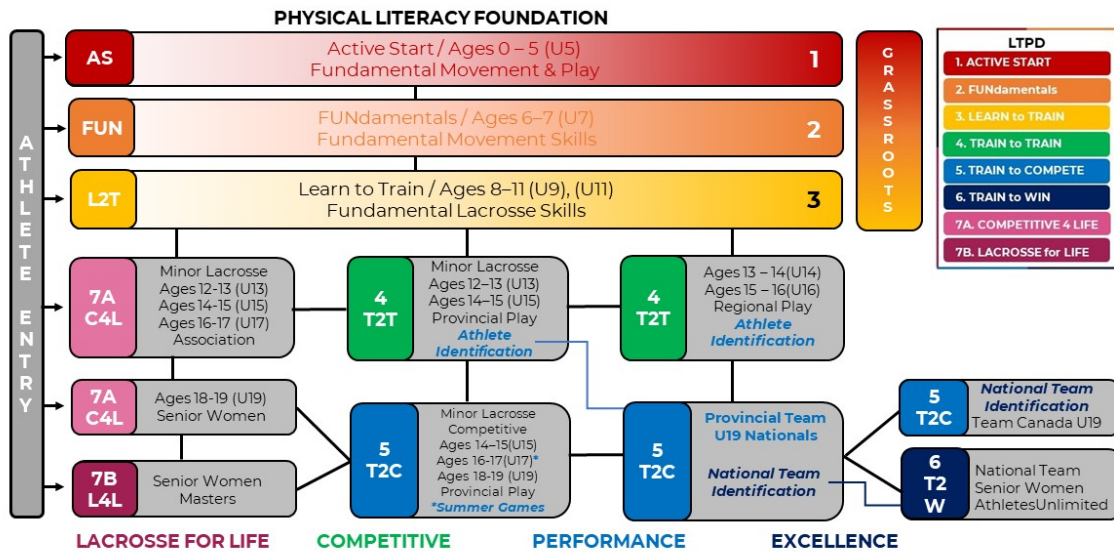 PHYSICAL LITERACY FOUNDATION
ATHLETE ENTRY
AS
Active Start / Ages 0 – 5 (U5)
Fundamental Movement & Play
1
FUN
FUNdamentals / Ages 6–7 (U7)
Fundamental Movement Skills
2
L2T
Learn to Train / Ages 8–11 (U9), (U11)
Fundamental Lacrosse Skills
3
GRASSROOTS
LTPD
1. ACTIVE START
2. FUNdamentals
3. LEARN to TRAIN
4. TRAIN to TRAIN
5. TRAIN to COMPETE
6. TRAIN to WIN
7A. COMPETITIVE 4 LIFE
7B. LACROSSE for LIFE
7A
C4L
Minor Lacrosse
Ages 12-13 (U13)
Ages 14-15 (U15)
Ages 16-17 (U17)
Association
4
T2T
Minor Lacrosse
Ages 12–13 (U13)
Ages 14–15 (U15)
Provincial Play
Athlete
Identification
4
T2T
Ages 13 – 14(U14)
Ages 15 – 16(U16)
Regional Play
Athlete
Identification
7A
C4L
Ages 18-19 (U19)
Senior Women
7B
L4L
Senior Women
Masters
5
T2C
Minor Lacrosse
Competitive
Ages 14–15(U15)
Ages 16-17(U17)*
Ages 18-19 (U19)
Provincial Play
*Summer Games
5
T2C
Provincial Team
U19 Nationals
National Team
Identification
5
T2C
National Team
Identification
Team Canada U19
6
T2
W
National Team
Senior Women
AthletesUnlimited
LACROSSE FOR LIFE
COMPETITIVE
PERFORMANCE
EXCELLENCE